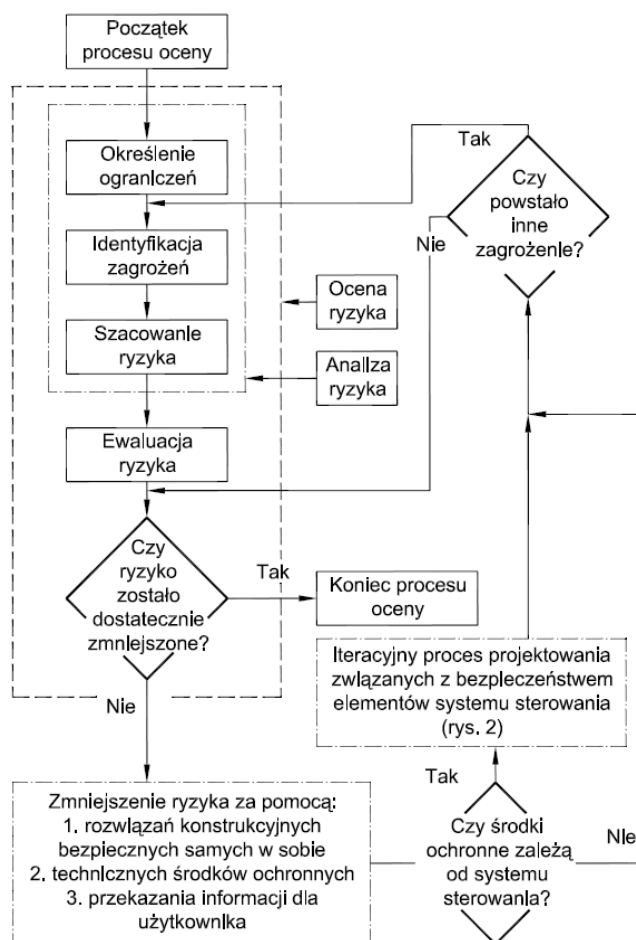 Początek
procesu oceny
Określenie
ograniczeń
Identyfikacja
zagrożeń
Szacowanie
ryzyka
Ewaluacja
ryzyka
Czy
ryzyko
zostało
dostatecznie
zmniejszone?
Tak
Koniec procesu
oceny
Nie
Ocena
ryzyka
Analiza
ryzyka
Tak
Czy
powstało
inne
zagrożenie?
Nie
Iteracyjny proces projektowania
związanych z bezpieczeństwem
elementów systemu sterowania
(rys. 2)
Tak
Zmniejszenie ryzyka za pomocą:
1. rozwiązań konstrukcyjnych
bezpiecznych samych w sobie
2. technicznych środków ochronnych
3. przekazania informacji dla
użytkownika
Czy środki
ochronne zależą
od systemu
sterowania?
Nie